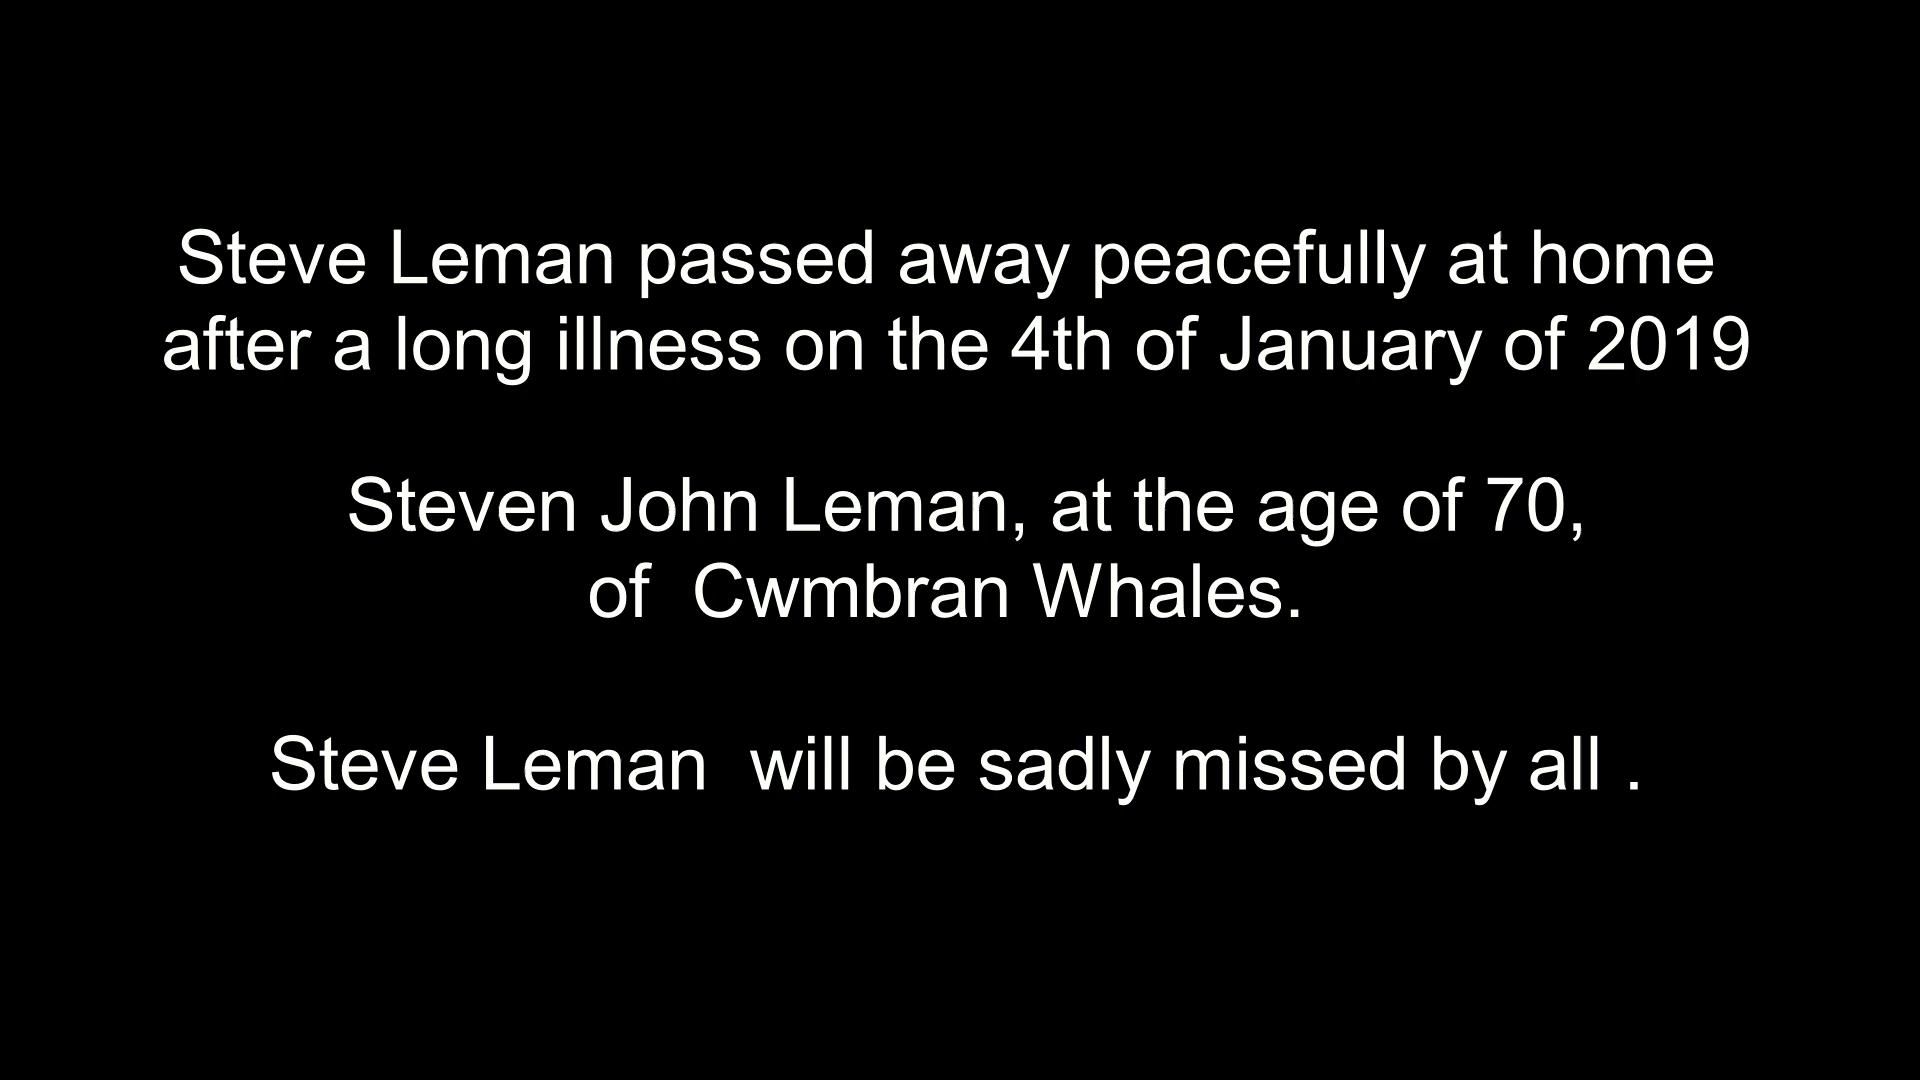 Steve Leman passed away peacefully at home
after a long illness on the 4th of January of 2019
Steven John Leman, at the age of 70,
of  Cwmbran Whales.
Steve Leman  will be sadly missed by all .